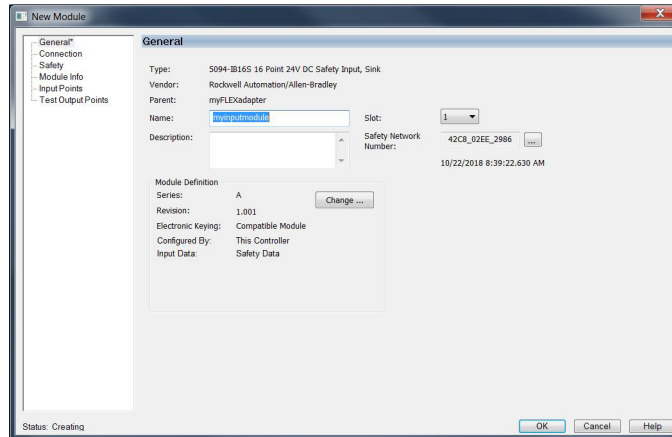 New Module
General*
Connection
Safety
Module Info
Input Points
Test Output Points
General
Type: 5094-IB16S 16 Point 24V DC Safety Input, Sink
Vendor: Rockwell Automation/Allen-Bradley
Parent: myFLEXadapter
Name: myinputmodule Slot: 1
Description: Safety Network Number: 42C8_02EE_2986 ...
10/22/2018 8:39:22.630 AM
Module Definition
Series: A Change ...
Revision: 1.001
Electronic Keying: Compatible Module
Configured By: This Controller
Input Data: Safety Data
Status: Creating OK Cancel Help